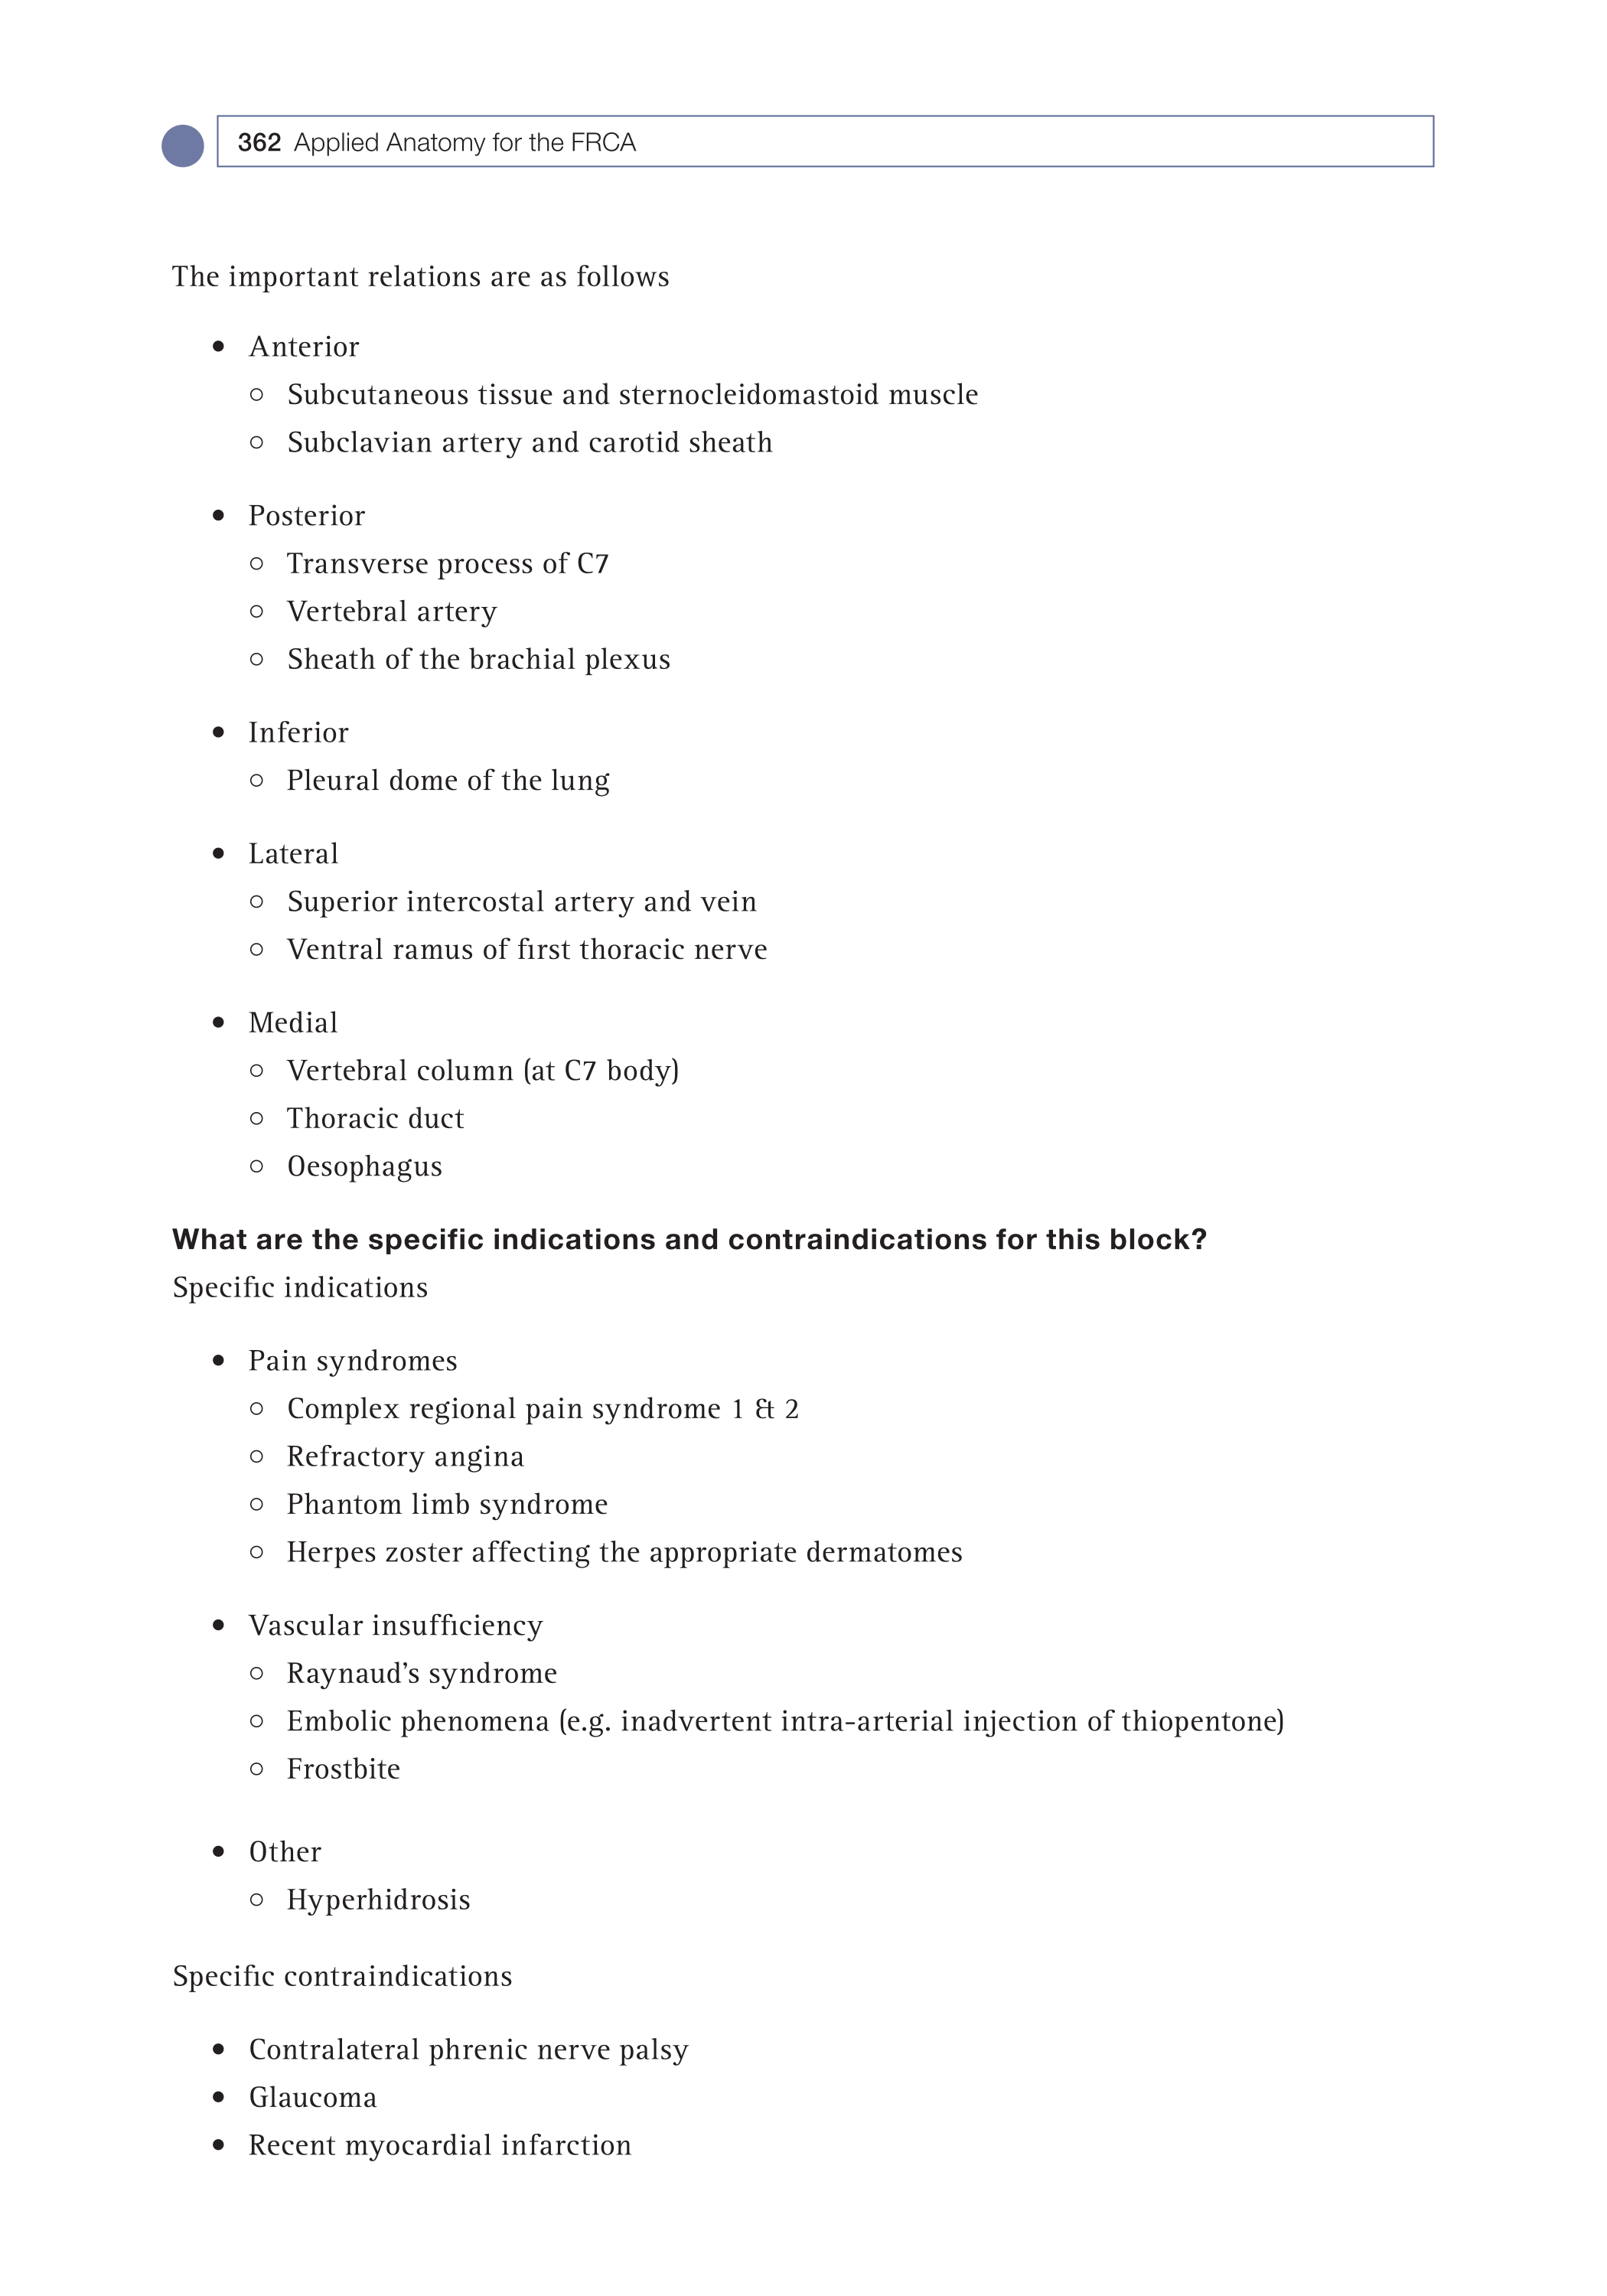 362 Applied Anatomy for the FRCA
The important relations are as follows
• Anterior
○ Subcutaneous tissue and sternocleidomastoid muscle
○ Subclavian artery and carotid sheath
• Posterior
○ Transverse process of C7
○ Vertebral artery
○ Sheath of the brachial plexus
• Inferior
○ Pleural dome of the lung
• Lateral
○ Superior intercostal artery and vein
○ Ventral ramus of first thoracic nerve
• Medial
○ Vertebral column (at C7 body)
○ Thoracic duct
○ Oesophagus
What are the specific indications and contraindications for this block?
Specific indications
• Pain syndromes
○ Complex regional pain syndrome 1 & 2
○ Refractory angina
○ Phantom limb syndrome
○ Herpes zoster affecting the appropriate dermatomes
• Vascular insufficiency
○ Raynaud’s syndrome
○ Embolic phenomena (e.g. inadvertent intra-arterial injection of thiopentone)
○ Frostbite
• Other
○ Hyperhidrosis
Specific contraindications
• Contralateral phrenic nerve palsy
• Glaucoma
• Recent myocardial infarction